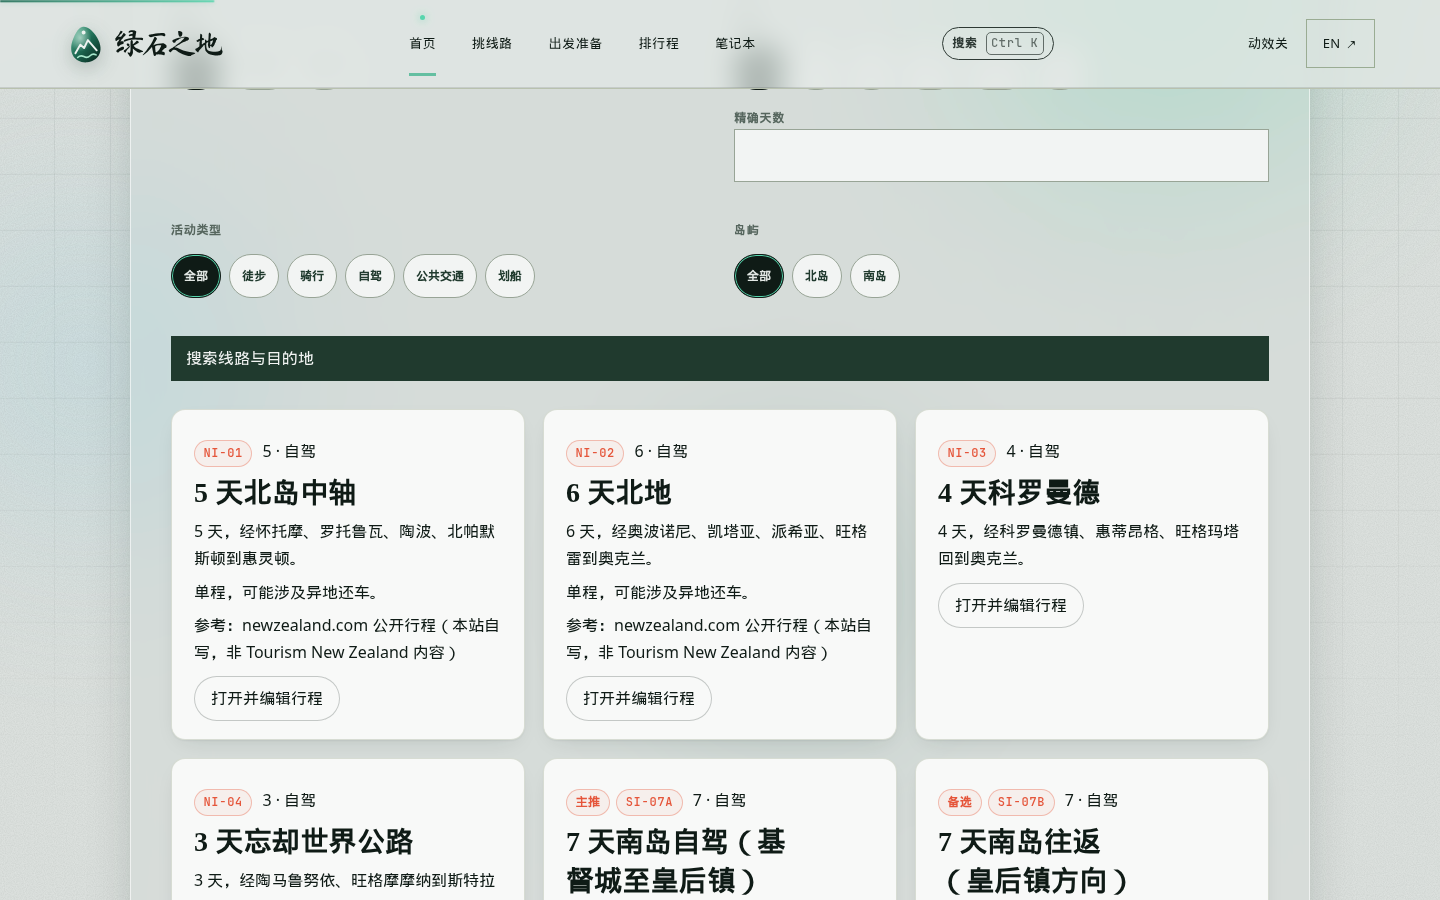 绿石之地
首页 挑线路 出发准备 排行程 笔记本
搜索 Ctrl K
动效关
EN ↗
精确天数
活动类型
全部 徒步 骑行 自驾 公共交通 划船
岛屿
全部 北岛 南岛
搜索线路与目的地
NI-01 5 · 自驾
5 天北岛中轴
5 天，经怀托摩、罗托鲁瓦、陶波、北帕默
斯顿到惠灵顿。
单程，可能涉及异地还车。
参考：newzealand.com 公开行程（本站自
写，非 Tourism New Zealand 内容）
打开并编辑行程
NI-02 6 · 自驾
6 天北地
6 天，经奥波诺尼、凯塔亚、派希亚、旺格
雷到奥克兰。
单程，可能涉及异地还车。
参考：newzealand.com 公开行程（本站自
写，非 Tourism New Zealand 内容）
打开并编辑行程
NI-03 4 · 自驾
4 天科罗曼德
4 天，经科罗曼德镇、惠蒂昂格、旺格玛塔
回到奥克兰。
打开并编辑行程
NI-04 3 · 自驾
3 天忘却世界公路
3 天，经陶马鲁努依、旺格摩摩纳到斯特拉
主推 SI-07A 7 · 自驾
7 天南岛自驾（基
督城至皇后镇）
备选 SI-07B 7 · 自驾
7 天南岛往返
（皇后镇方向）